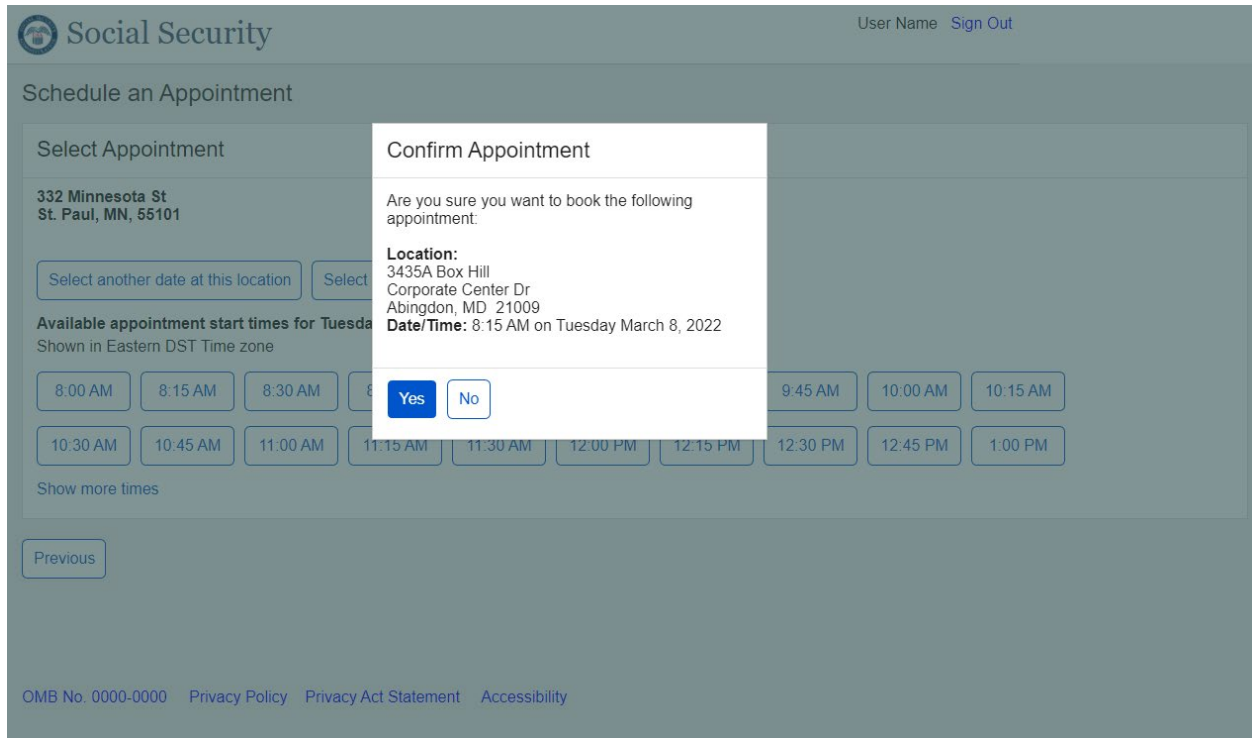 Social Security
User Name Sign Out
Schedule an Appointment
Select Appointment
332 Minnesota St
St. Paul, MN, 55101
Select another date at this location Select
Available appointment start times for Tuesda
Shown in Eastern DST Time zone
8:00 AM 8:15 AM 8:30 AM 8 9:45 AM 10:00 AM 10:15 AM
10:30 AM 10:45 AM 11:00 AM 11:15 AM 11:30 AM 12:00 PM 12:15 PM 12:30 PM 12:45 PM 1:00 PM
Show more times
Confirm Appointment
Are you sure you want to book the following
appointment:
Location:
3435A Box Hill
Corporate Center Dr
Abingdon, MD 21009
Date/Time: 8:15 AM on Tuesday March 8, 2022
Yes No
Previous
OMB No. 0000-0000 Privacy Policy Privacy Act Statement Accessibility